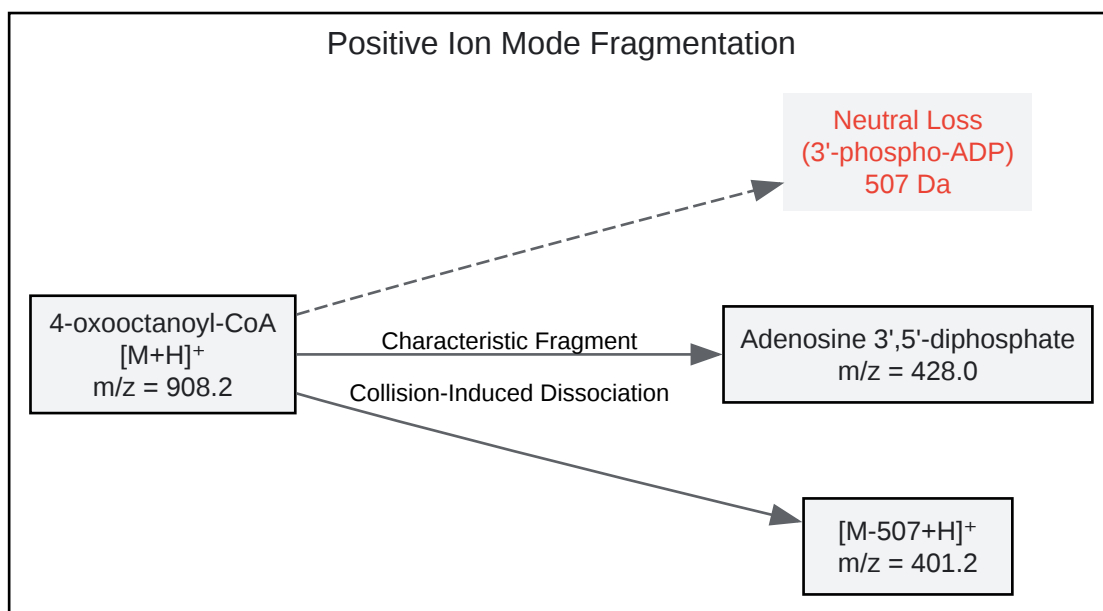 Positive Ion Mode Fragmentation
Neutral Loss
(3'-phospho-ADP)
507 Da
4-oxooctanoyl-CoA
[M+H]⁺
m/z = 908.2
Characteristic Fragment
Collision-Induced Dissociation
Adenosine 3',5'-diphosphate
m/z = 428.0
[M-507+H]⁺
m/z = 401.2